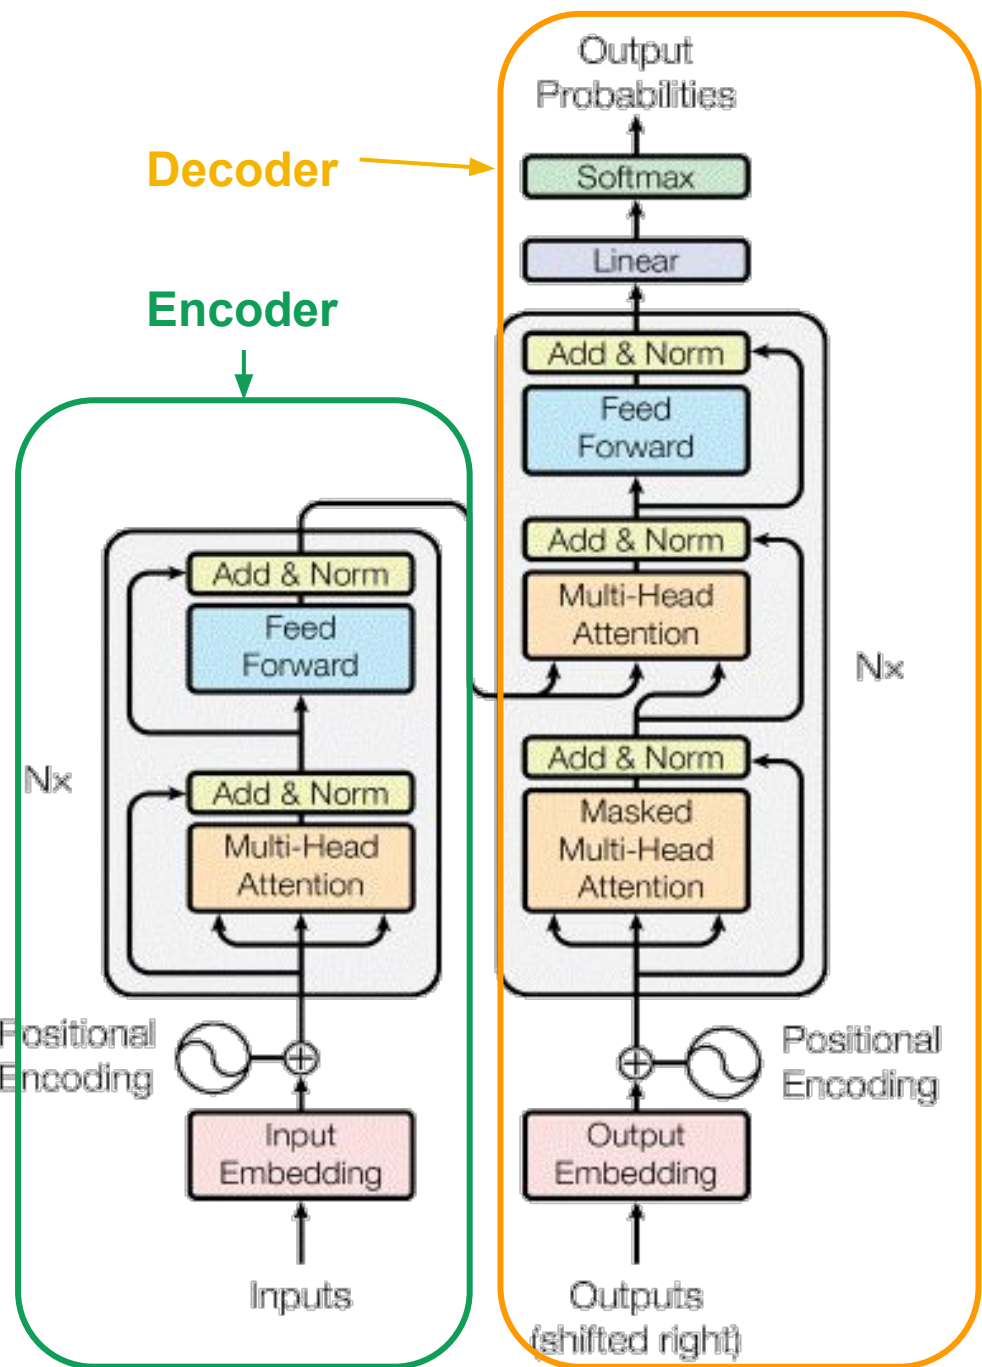 Output
Probabilities
Decoder
Softmax
Linear
Encoder
Add & Norm
Feed
Forward
Add & Norm
Multi-Head
Attention
Nx
Add & Norm
Masked
Multi-Head
Attention
Add & Norm
Feed
Forward
Nx
Add & Norm
Multi-Head
Attention
Positional
Encoding
Positional
Encoding
Input
Embedding
Output
Embedding
Inputs
Outputs
(shifted right)